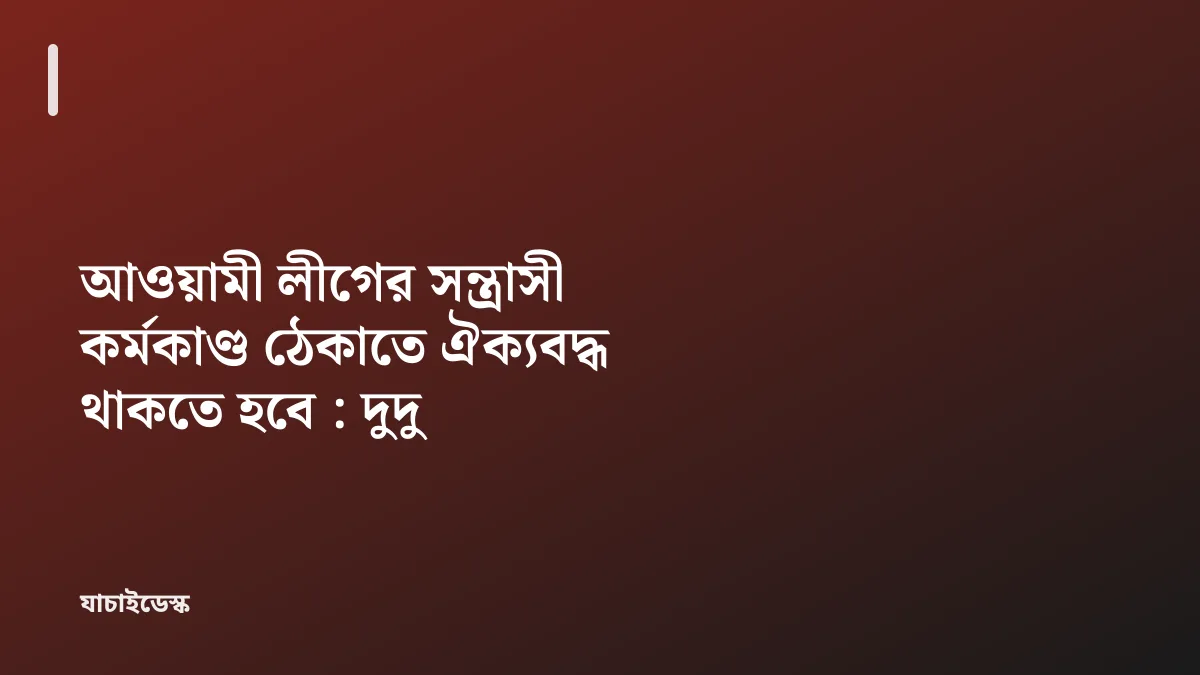 আওয়ামী লীগের সন্ত্রাসী
কর্মকাণ্ড ঠেকাতে ঐক্যবদ্ধ
থাকতে হবে : দুদু
যাচাইডেস্ক